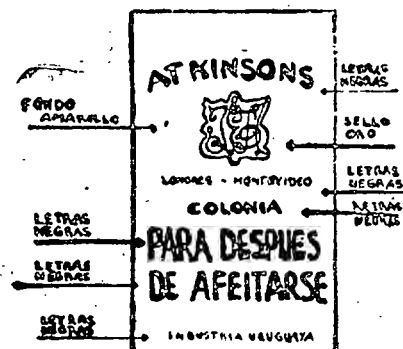 ATKINSONS
LETRAS
NEGRAS
FONDO
AMARILLO
SELLO
ORO
LONDRES - MONTEVIDEO
LETRAS
NEGRAS
COLONIA
LETRAS
NEGRAS
LETRAS
NEGRAS
PARA DESPUES
LETRAS
NEGRAS
DE AFEITARSE
LETRAS
NEGRAS
INDUSTRIA URUGUAYA